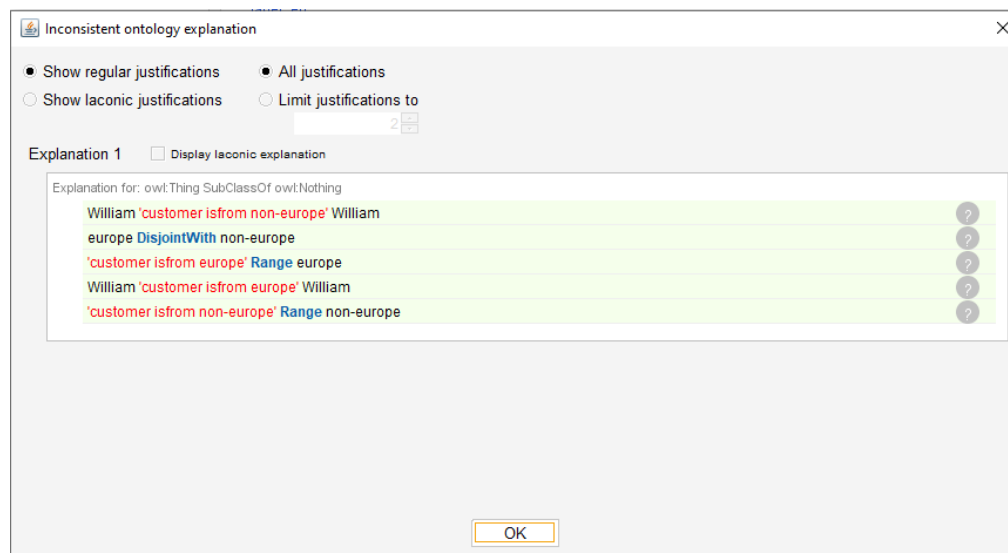 Inconsistent ontology explanation
Show regular justifications All justifications
Show laconic justifications Limit justifications to
2
Explanation 1 Display laconic explanation
Explanation for: owl:Thing SubClassOf owl:Nothing
William 'customer isfrom non-europe' William
?
europe DisjointWith non-europe
?
'customer isfrom europe' Range europe
?
William 'customer isfrom europe' William
?
'customer isfrom non-europe' Range non-europe
?
OK